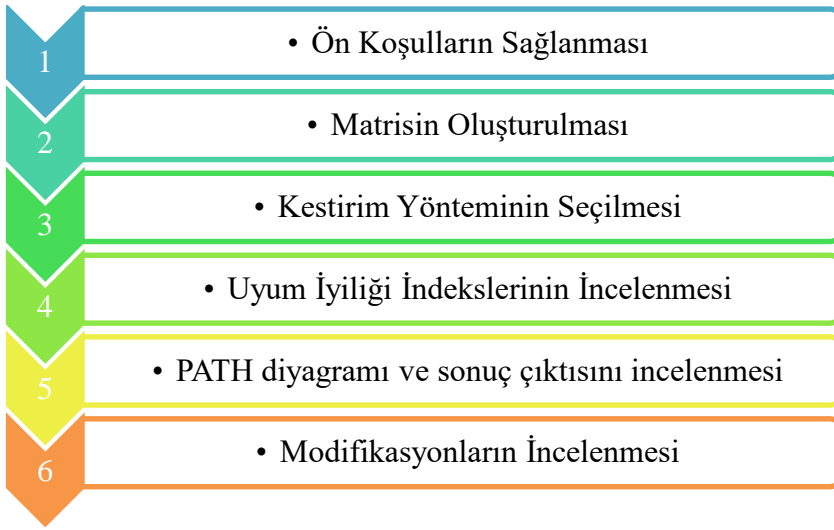 1
• Ön Koşulların Sağlanması
2
• Matrisin Oluşturulması
3
• Kestirim Yönteminin Seçilmesi
4
• Uyum İyiliği İndekslerinin İncelenmesi
5
• PATH diyagramı ve sonuç çıktısını incelenmesi
6
• Modifikasyonların İncelenmesi